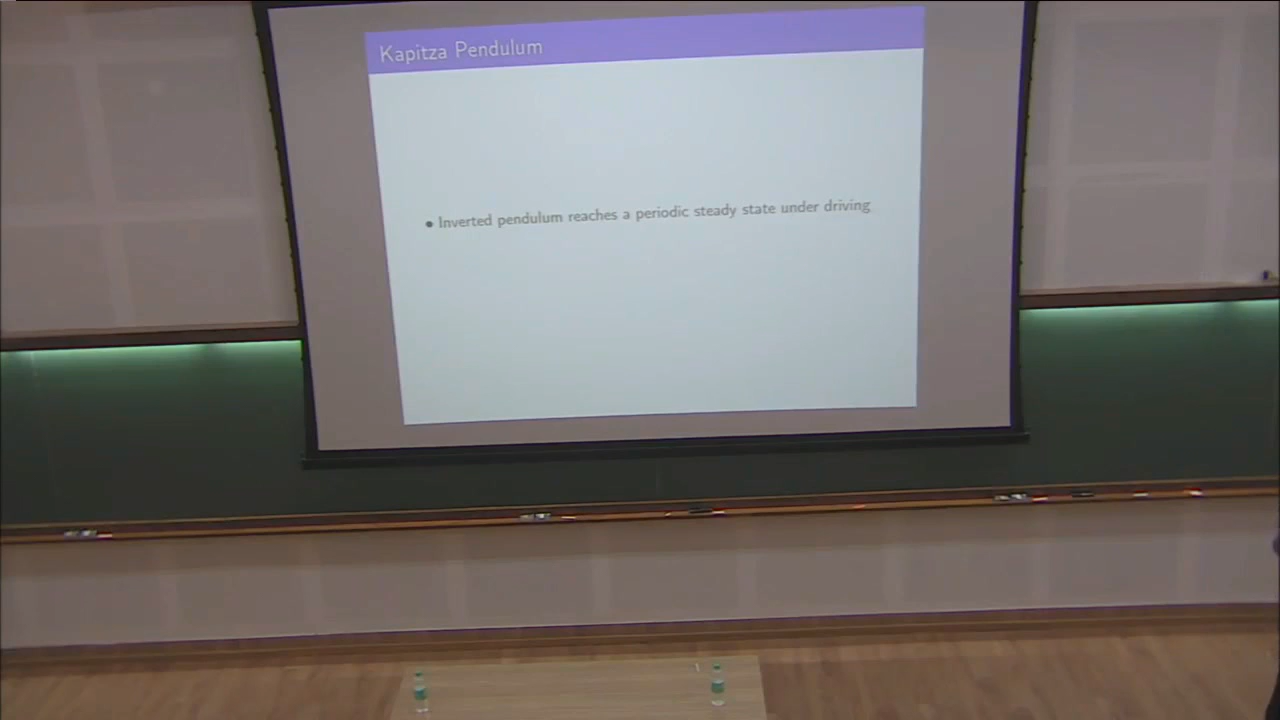 Kapitza Pendulum
• Inverted pendulum reaches a periodic steady state under driving